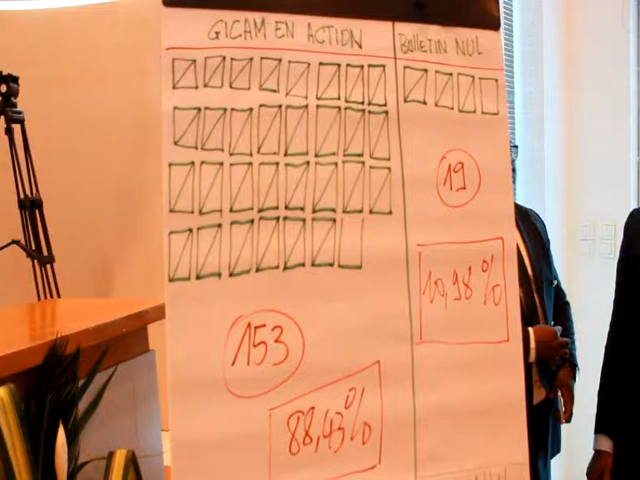 GICAM EN ACTION
BullETIN NUL
19
10,98%
153
88,43%